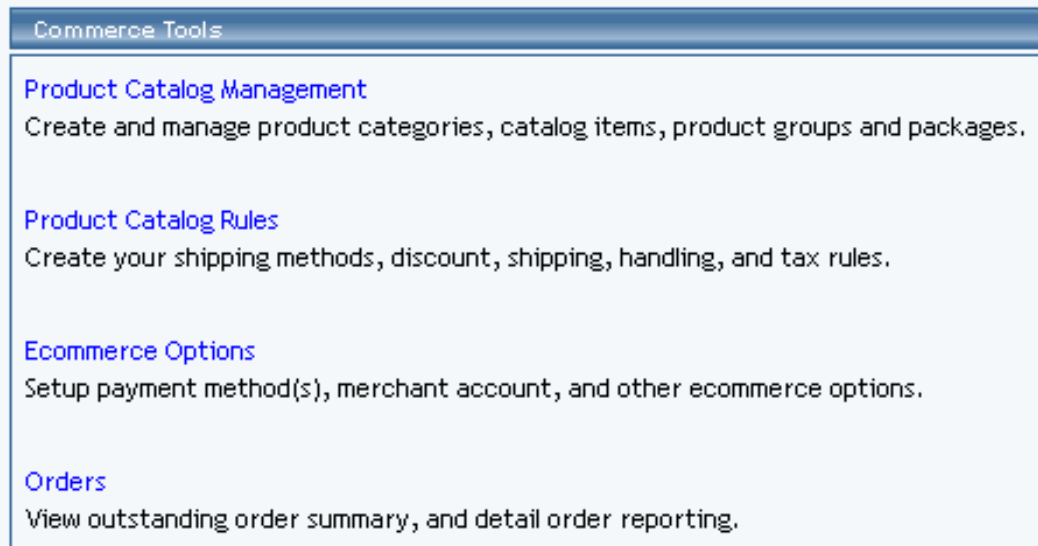 Commerce Tools
Product Catalog Management
Create and manage product categories, catalog items, product groups and packages.
Product Catalog Rules
Create your shipping methods, discount, shipping, handling, and tax rules.
Ecommerce Options
Setup payment method(s), merchant account, and other ecommerce options.
Orders
View outstanding order summary, and detail order reporting.